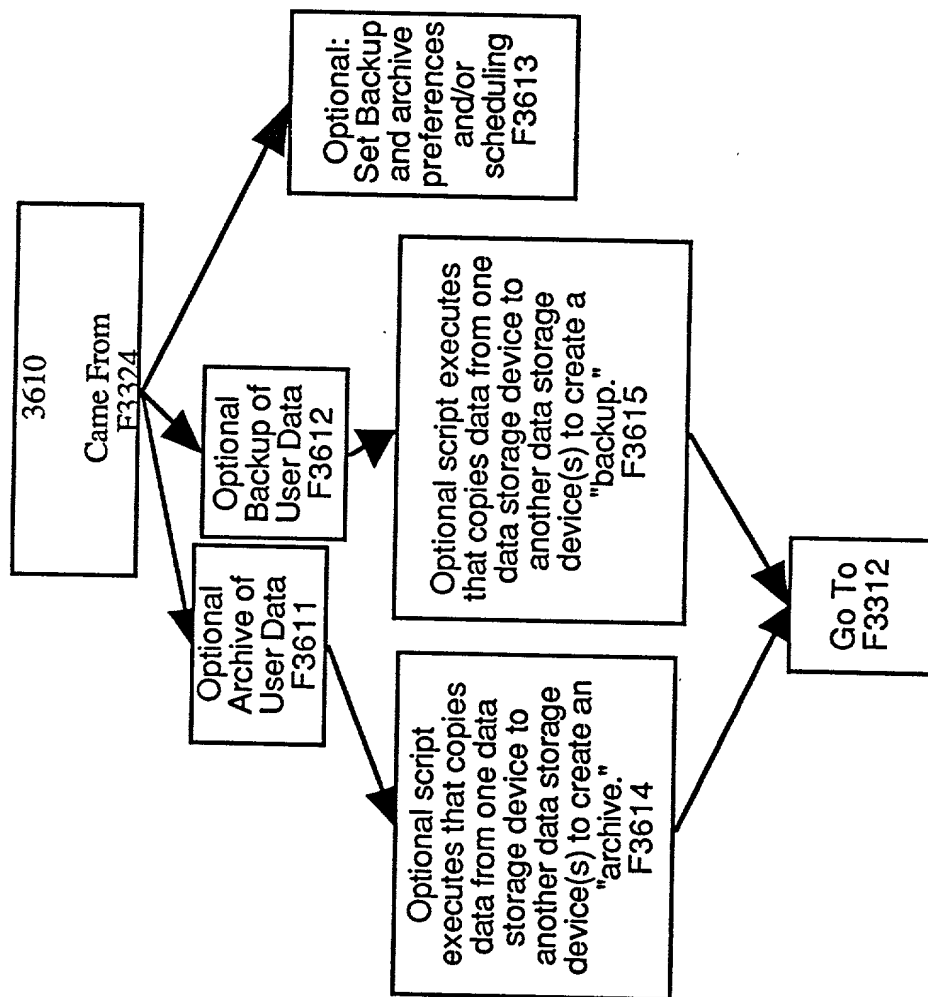 3610
Came From
F3324
Optional
Archive of
User Data
F3611
Optional
Backup of
User Data
F3612
Optional:
Set Backup
and archive
preferences
and/or
scheduling
F3613
Optional script
executes that copies
data from one data
storage device to
another data storage
device(s) to create an
"archive."
F3614
Optional script executes
that copies data from one
data storage device to
another data storage
device(s) to create a
"backup."
F3615
Go To
F3312